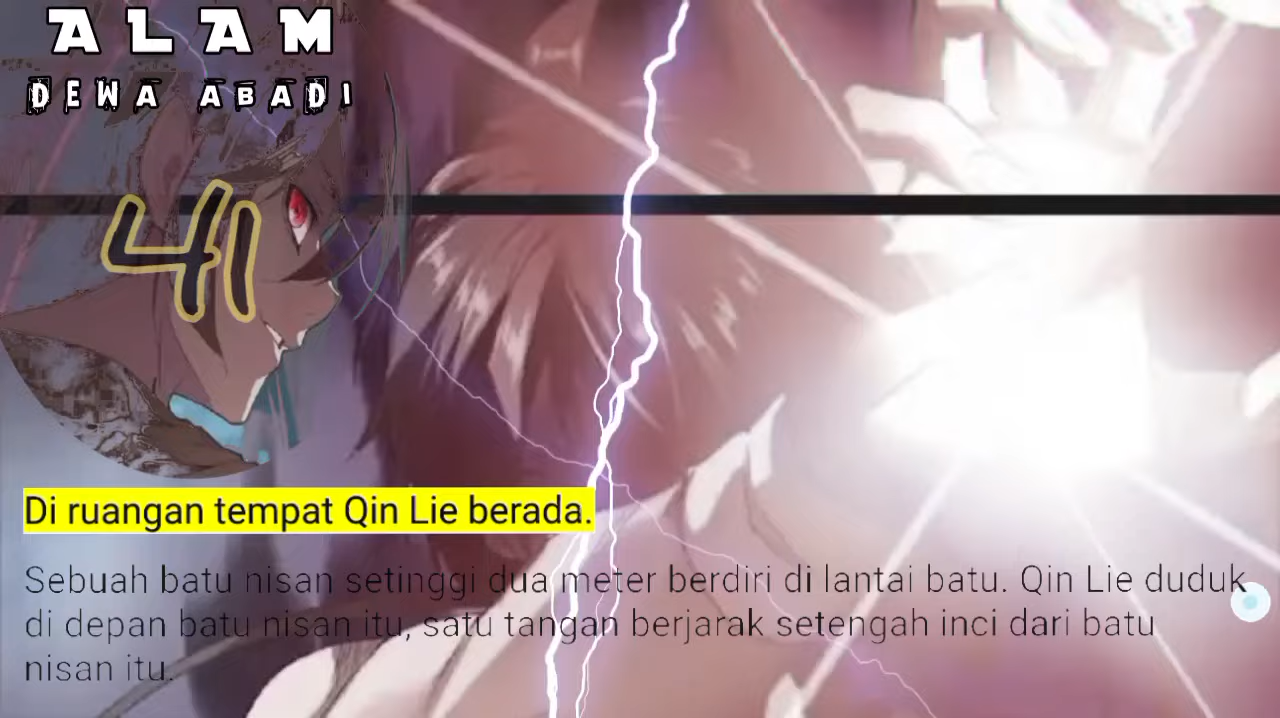 ALAM
DEWA ABADI
41
Di ruangan tempat Qin Lie berada.
Sebuah batu nisan setinggi dua meter berdiri di lantai batu. Qin Lie duduk
di depan batu nisan itu, satu tangan berjarak setengah inci dari batu
nisan itu.